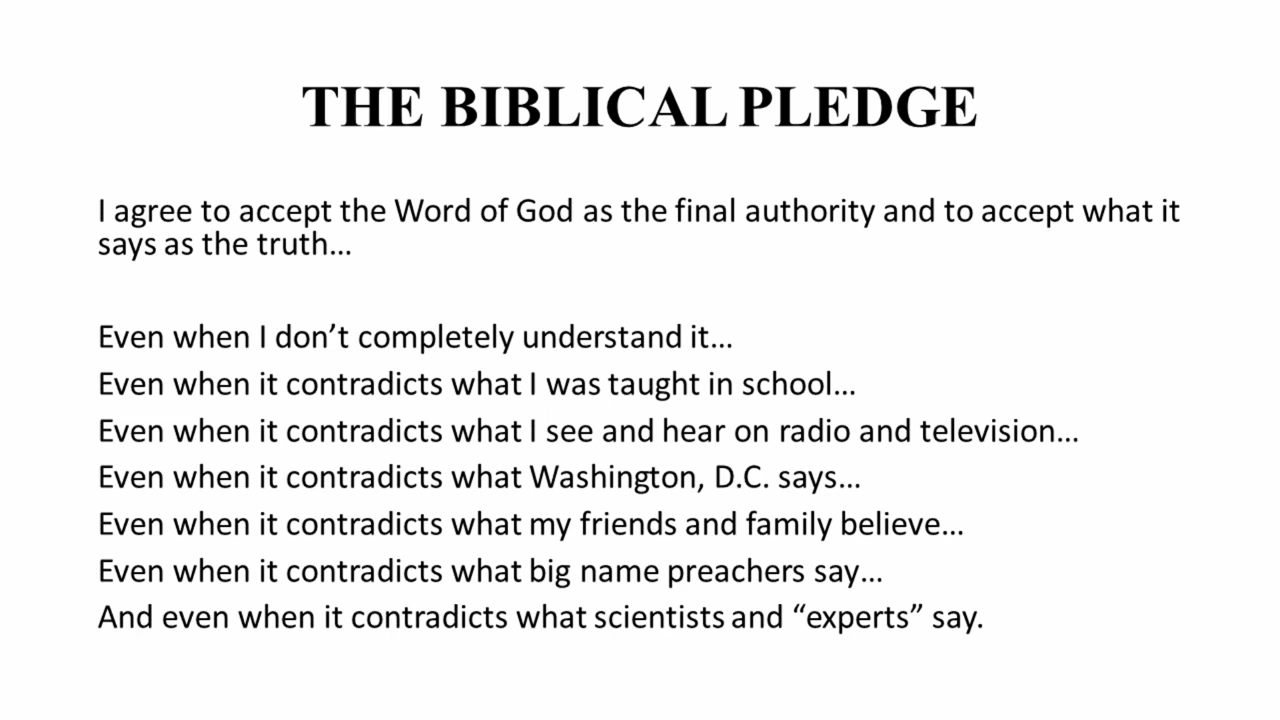 THE BIBLICAL PLEDGE
I agree to accept the Word of God as the final authority and to accept what it
says as the truth…
Even when I don’t completely understand it…
Even when it contradicts what I was taught in school…
Even when it contradicts what I see and hear on radio and television…
Even when it contradicts what Washington, D.C. says…
Even when it contradicts what my friends and family believe…
Even when it contradicts what big name preachers say…
And even when it contradicts what scientists and “experts” say.